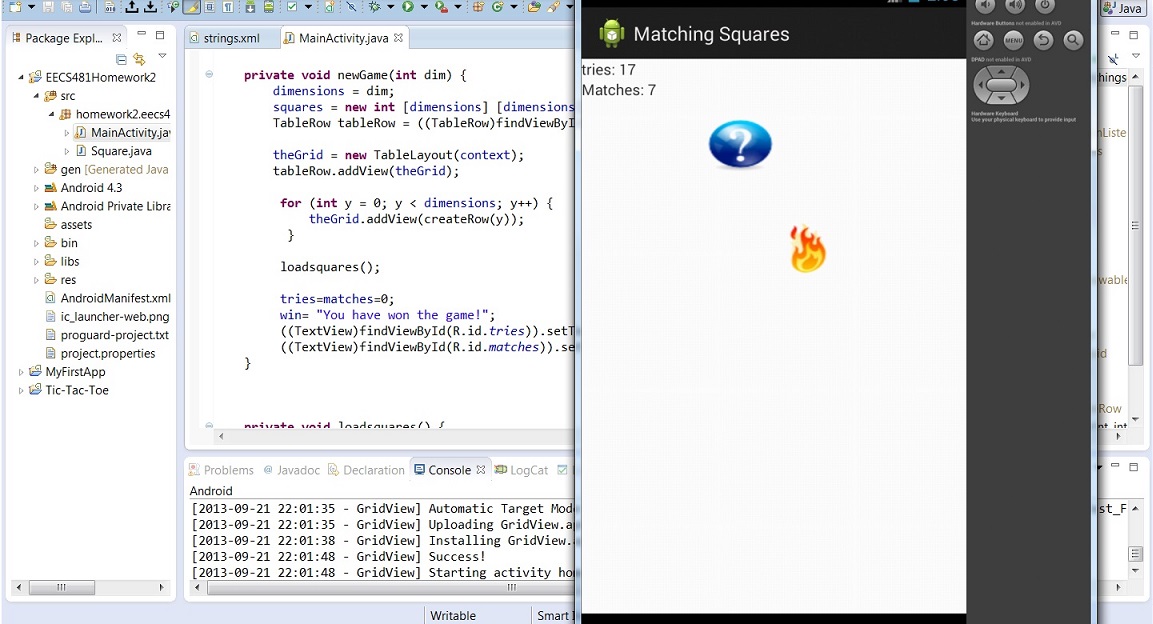 Java
Package Expl...
EECS481Homework2
src
homework2.eecs4
MainActivity.jav
Square.java
gen [Generated Java
Android 4.3
Android Private Libra
assets
bin
libs
res
AndroidManifest.xml
ic_launcher-web.png
proguard-project.txt
project.properties
MyFirstApp
Tic-Tac-Toe
strings.xml
MainActivity.java
private void newGame(int dim) {
dimensions = dim;
squares = new int [dimensions] [dimensions
TableRow tableRow = ((TableRow)findViewByI
theGrid = new TableLayout(context);
tableRow.addView(theGrid);
for (int y = 0; y < dimensions; y++) {
theGrid.addView(createRow(y));
}
loadsquares();
tries=matches=0;
win= "You have won the game!";
((TextView)findViewById(R.id.tries)).setT
((TextView)findViewById(R.id.matches)).se
}
private void loadsquares() {
Problems
@ Javadoc
Declaration
Console
LogCat
Android
[2013-09-21 22:01:35 - GridView] Automatic Target Mode
[2013-09-21 22:01:35 - GridView] Uploading GridView.a
[2013-09-21 22:01:38 - GridView] Installing GridView.a
[2013-09-21 22:01:48 - GridView] Success!
[2013-09-21 22:01:48 - GridView] Starting activity ho
Writable
Smart I
Matching Squares
tries: 17
Matches: 7
?
Hardware Buttons not enabled in AVD
MENU
DPAD not enabled in AVD
Hardware Keyboard
Use your physical keyboard to provide input
hings
nListe
s
wable
id
Row
nt int
st_F